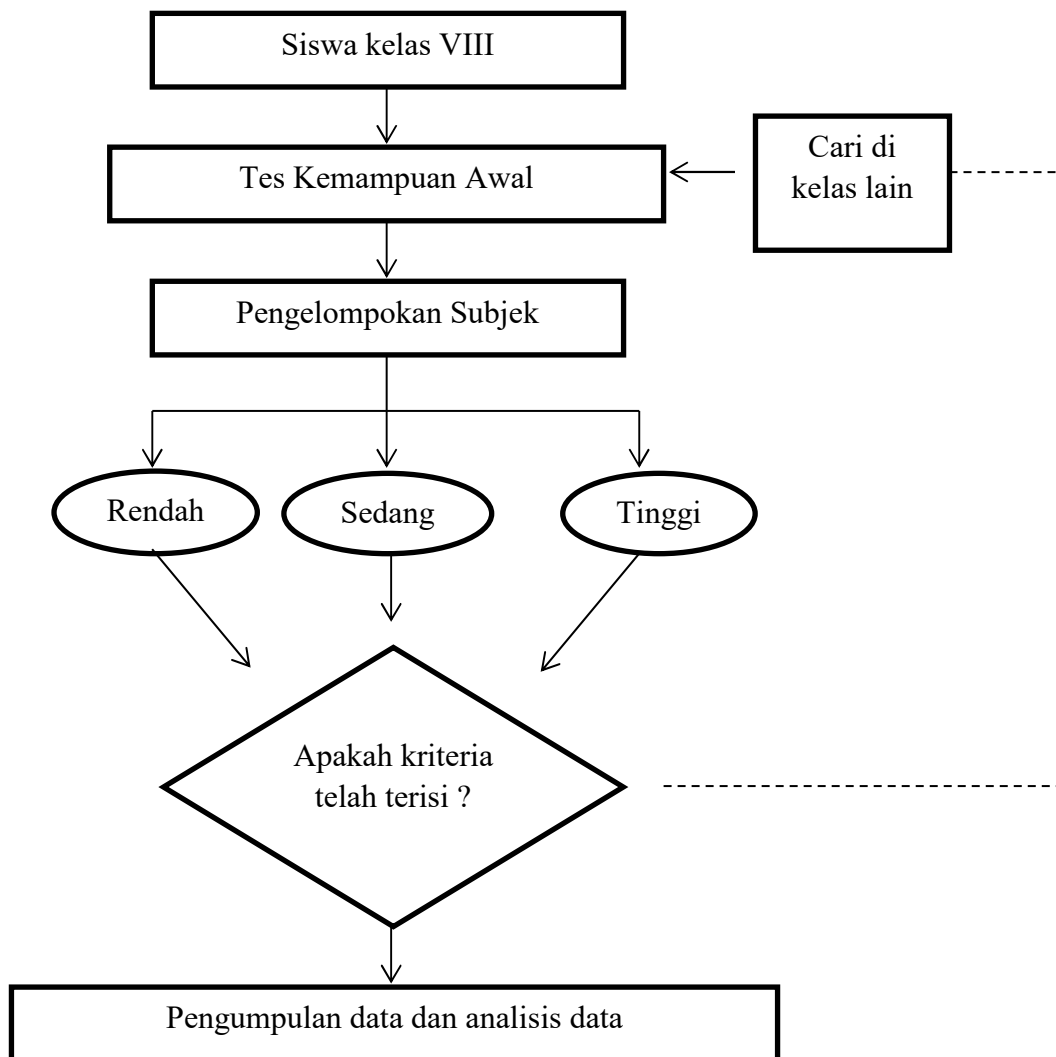 Siswa kelas VIII
Cari di
kelas lain
Tes Kemampuan Awal
Pengelompokan Subjek
Rendah
Sedang
Tinggi
Apakah kriteria
telah terisi ?
Pengumpulan data dan analisis data